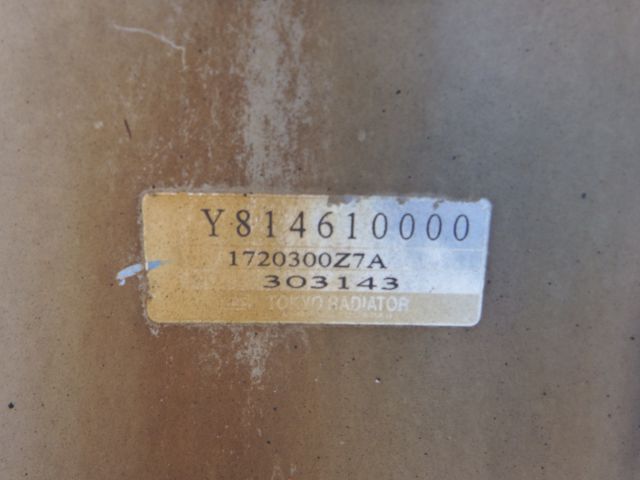 Y814610000
1720300Z7A
303143
TOKYO RADIATOR